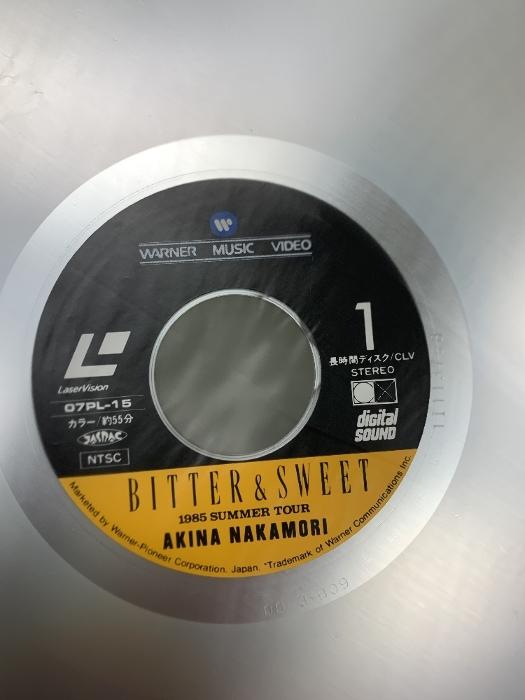 W
WARNER MUSIC VIDEO
1
長時間ディスク/CLV
STEREO
digital
SOUND
LaserVision
07PL-15
カラー/約55分
JASRAC
NTSC
BITTER & SWEET
1985 SUMMER TOUR
AKINA NAKAMORI
Marketed by Warner-Pioneer Corporation, Japan. *Trademark of Warner Communications Inc.